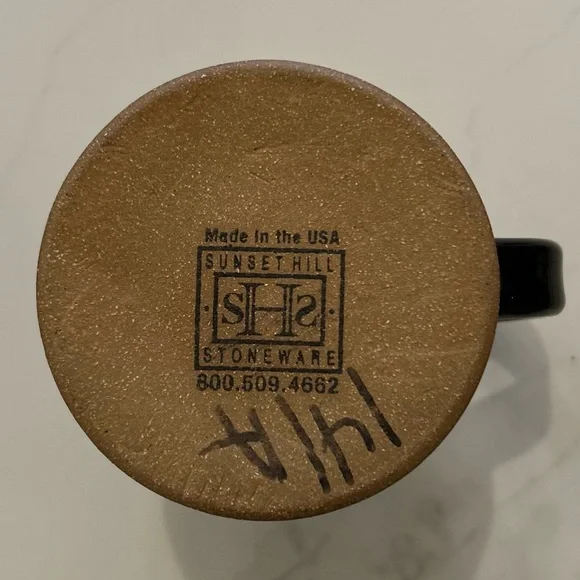 Made in the USA
SUNSET HILL
SHS
STONEWARE
800.509.4662